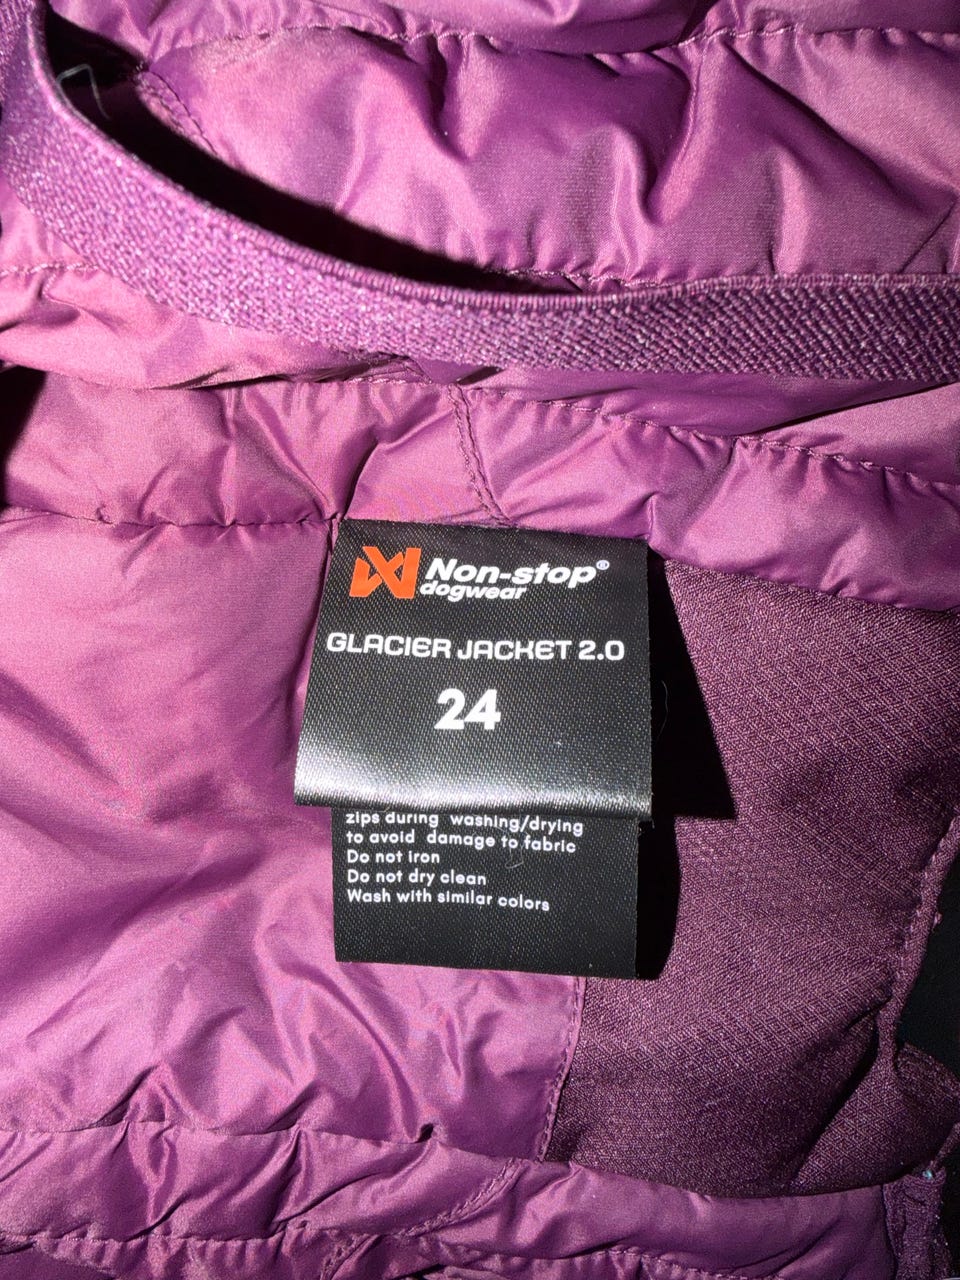 Non-stop®
dogwear
GLACIER JACKET 2.0
24
zips during washing/drying
to avoid damage to fabric
Do not iron
Do not dry clean
Wash with similar colors